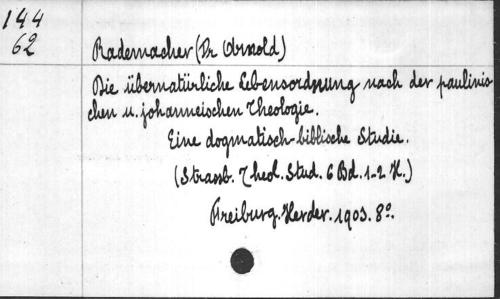 144
62
Rademacher (Dr Arnold)
Die übernatürliche Lebensordnung nach der paulinis-
chen u. johanneischen Theologie.
Eine dogmatisch-biblische Studie.
(Strassb. Theol. Stud. 6 Bd. 1-2 H.)
Freiburg. Herder. 1903. 8º.